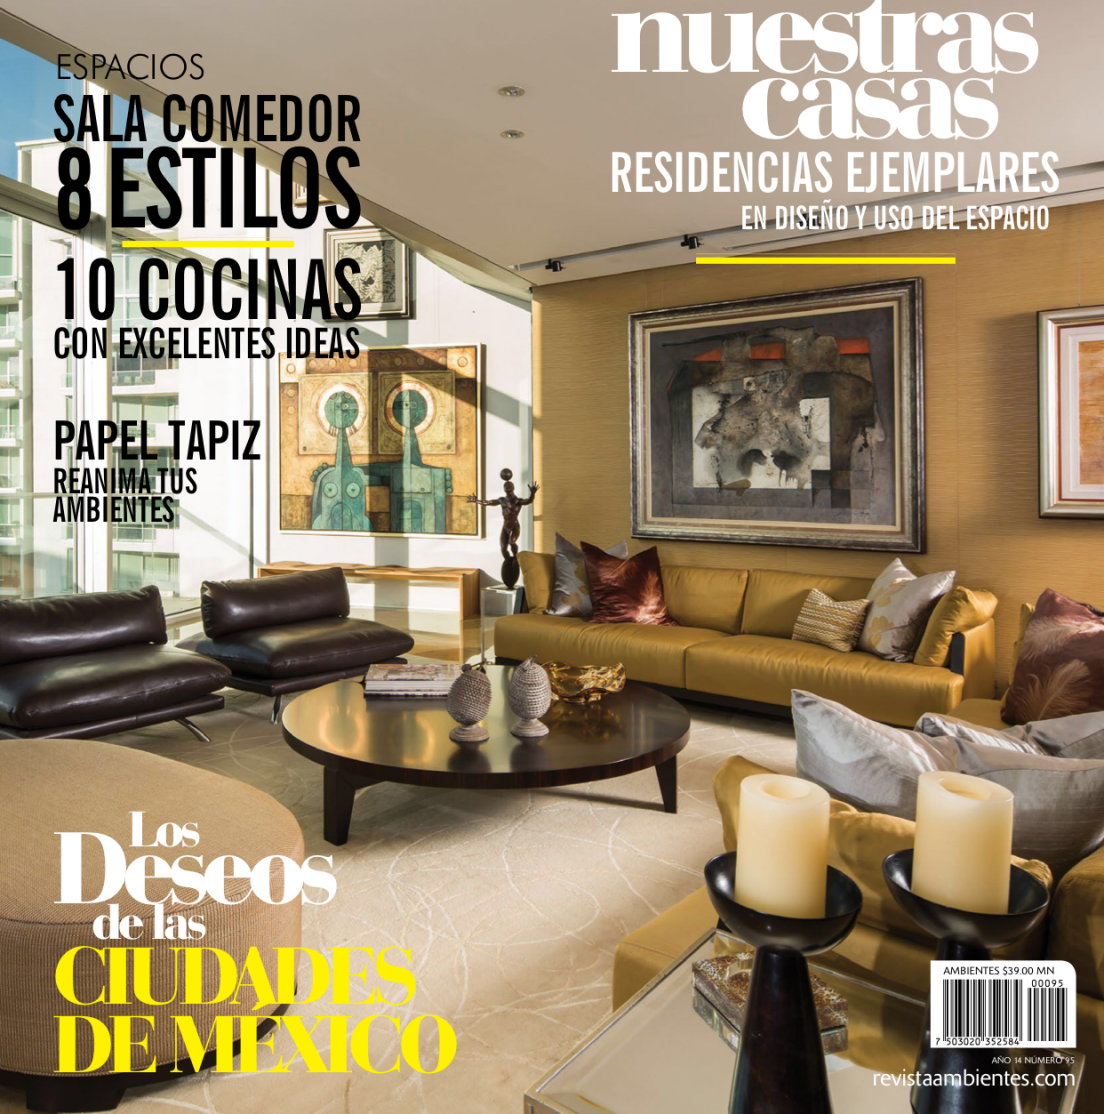 ESPACIOS
SALA COMEDOR
8 ESTILOS
10 COCINAS
CON EXCELENTES IDEAS
PAPEL TAPIZ
REANIMA TUS
AMBIENTES
nuestras
casas
RESIDENCIAS EJEMPLARES
EN DISEÑO Y USO DEL ESPACIO
Los
Deseos
de las
CIUDADES
DE MÉXICO
AMBIENTES $39.00 MN
00095
7 503020 352584
AÑO 14 NÚMERO 95
revistaambientes.com